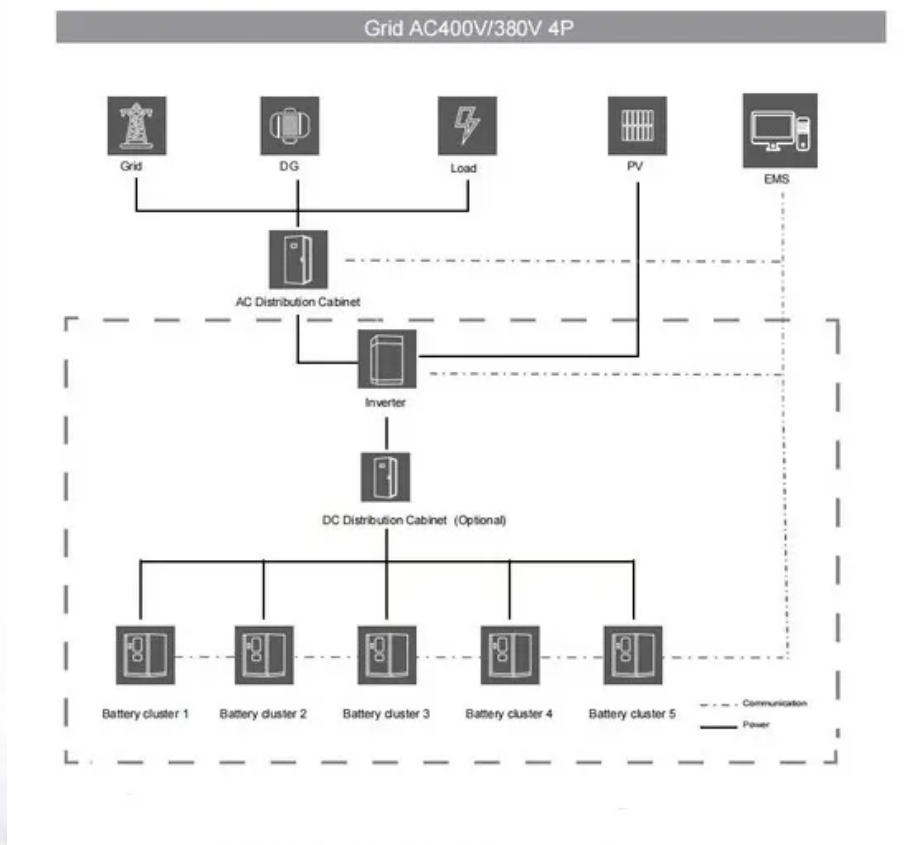 Grid AC400V/380V 4P
Grid
DG
Load
PV
EMS
AC Distribution Cabinet
Inverter
DC Distribution Cabinet (Optional)
Battery cluster 1
Battery cluster 2
Battery cluster 3
Battery cluster 4
Battery cluster 5
Communication
Power